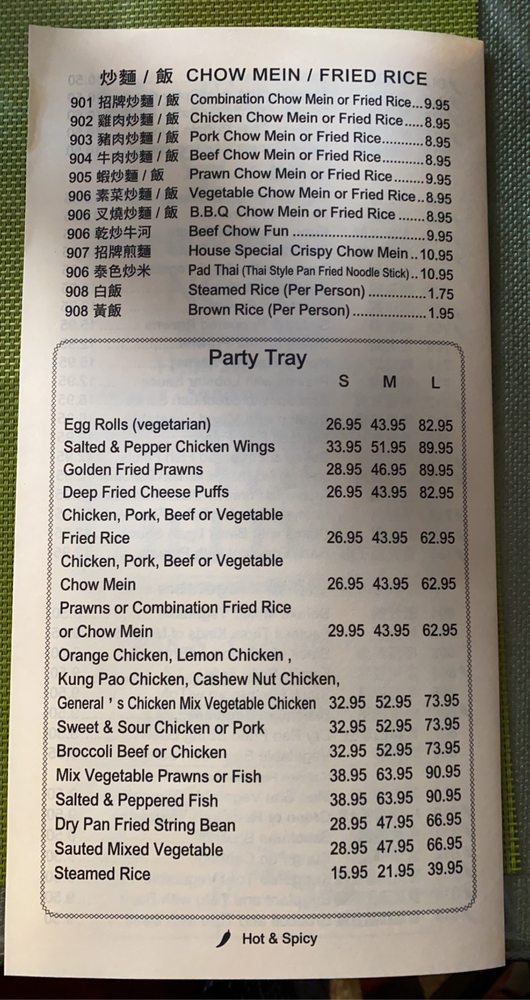 炒麵 / 飯 CHOW MEIN / FRIED RICE
901 招牌炒麵 / 飯 Combination Chow Mein or Fried Rice...9.95
902 雞肉炒麵 / 飯 Chicken Chow Mein or Fried Rice.....8.95
903 豬肉炒麵 / 飯 Pork Chow Mein or Fried Rice...........8.95
904 牛肉炒麵 / 飯 Beef Chow Mein or Fried Rice...........8.95
905 蝦炒麵 / 飯 Prawn Chow Mein or Fried Rice........9.95
906 素菜炒麵 / 飯 Vegetable Chow Mein or Fried Rice..8.95
906 叉燒炒麵 / 飯 B.B.Q Chow Mein or Fried Rice .......8.95
906 乾炒牛河 Beef Chow Fun ..................................9.95
907 招牌煎麵 House Special Crispy Chow Mein..10.95
906 泰色炒米 Pad Thai (Thai Style Pan Fried Noodle Stick)..10.95
908 白飯 Steamed Rice (Per Person) ...............1.75
908 黃飯 Brown Rice (Per Person)...................1.95
Party Tray
S M L
Egg Rolls (vegetarian) 26.95 43.95 82.95
Salted & Pepper Chicken Wings 33.95 51.95 89.95
Golden Fried Prawns 28.95 46.95 89.95
Deep Fried Cheese Puffs 26.95 43.95 82.95
Chicken, Pork, Beef or Vegetable
Fried Rice 26.95 43.95 62.95
Chicken, Pork, Beef or Vegetable
Chow Mein 26.95 43.95 62.95
Prawns or Combination Fried Rice
or Chow Mein 29.95 43.95 62.95
Orange Chicken, Lemon Chicken ,
Kung Pao Chicken, Cashew Nut Chicken,
General ' s Chicken Mix Vegetable Chicken 32.95 52.95 73.95
Sweet & Sour Chicken or Pork 32.95 52.95 73.95
Broccoli Beef or Chicken 32.95 52.95 73.95
Mix Vegetable Prawns or Fish 38.95 63.95 90.95
Salted & Peppered Fish 38.95 63.95 90.95
Dry Pan Fried String Bean 28.95 47.95 66.95
Sauted Mixed Vegetable 28.95 47.95 66.95
Steamed Rice 15.95 21.95 39.95
Hot & Spicy